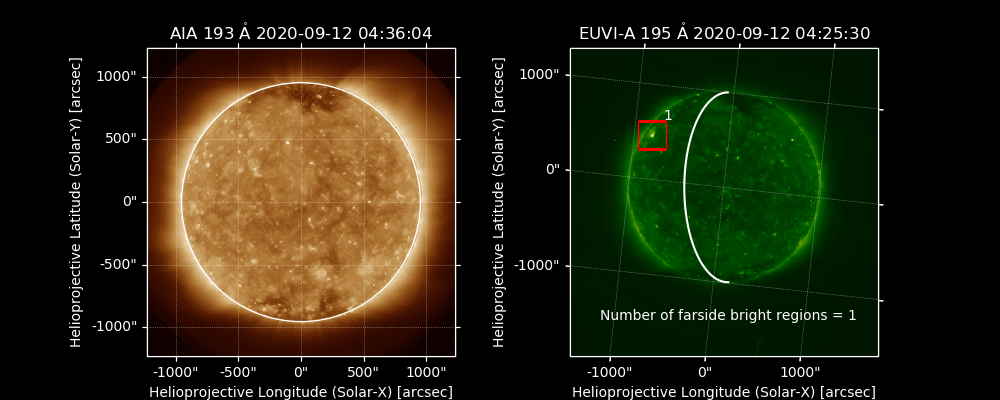 AIA 193 Å 2020-09-12 04:36:04
Helioprojective Latitude (Solar-Y) [arcsec]
1000"
500"
0"
-500"
-1000"
-1000"
-500"
0"
500"
1000"
Helioprojective Longitude (Solar-X) [arcsec]
EUVI-A 195 Å 2020-09-12 04:25:30
Helioprojective Latitude (Solar-Y) [arcsec]
1000"
0"
-1000"
1
Number of farside bright regions = 1
-1000"
0"
1000"
Helioprojective Longitude (Solar-X) [arcsec]